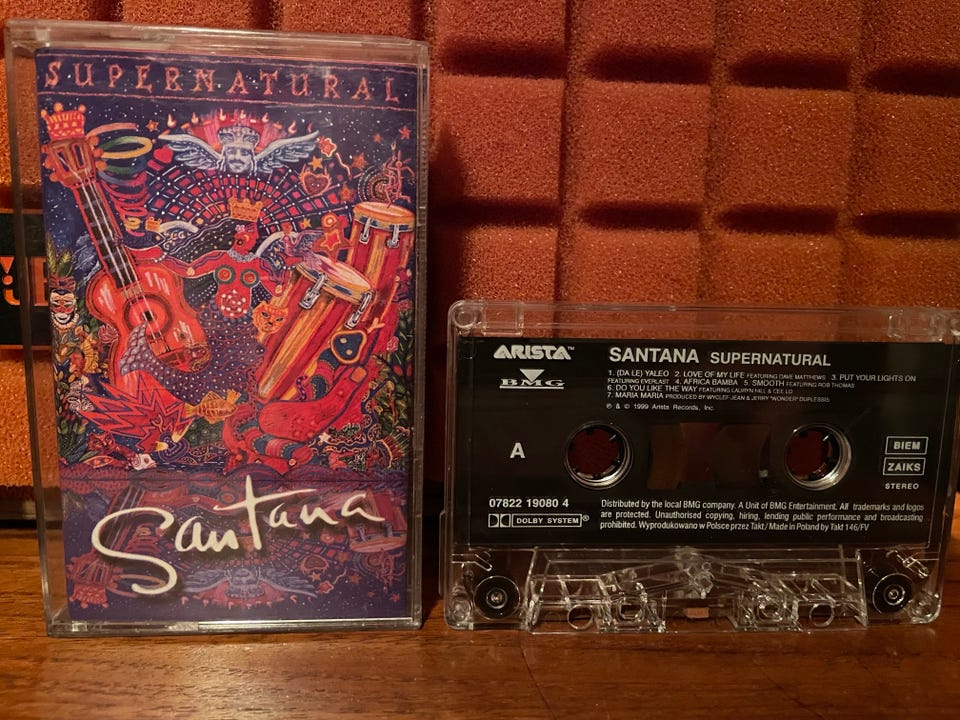 SUPERNATURAL
Santana
ARISTA™
BMG
SANTANA SUPERNATURAL
1. (DA LE) YALEO 2. LOVE OF MY LIFE FEATURING DAVE MATTHEWS 3. PUT YOUR LIGHTS ON
FEATURING EVERLAST 4. AFRICA BAMBA 5. SMOOTH FEATURING ROB THOMAS
6. DO YOU LIKE THE WAY FEATURING LAURYN HILL & CEE LO
7. MARIA MARIA PRODUCED BY WYCLEF JEAN & JERRY "WONDER" DUPLESSIS
℗ & © 1999 Arista Records, Inc.
A
BIEM
ZAIKS
STEREO
07822 19080 4
DOLBY SYSTEM®
Distributed by the local BMG company. A Unit of BMG Entertainment. All trademarks and logos
are protected. Unauthorised copying, hiring, lending public performance and broadcasting
prohibited. Wyprodukowano w Polsce przez Takt / Made in Poland by Takt 146/FV